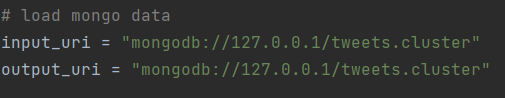 # load mongo data
input_uri = "mongodb://127.0.0.1/tweets.cluster"
output_uri = "mongodb://127.0.0.1/tweets.cluster"